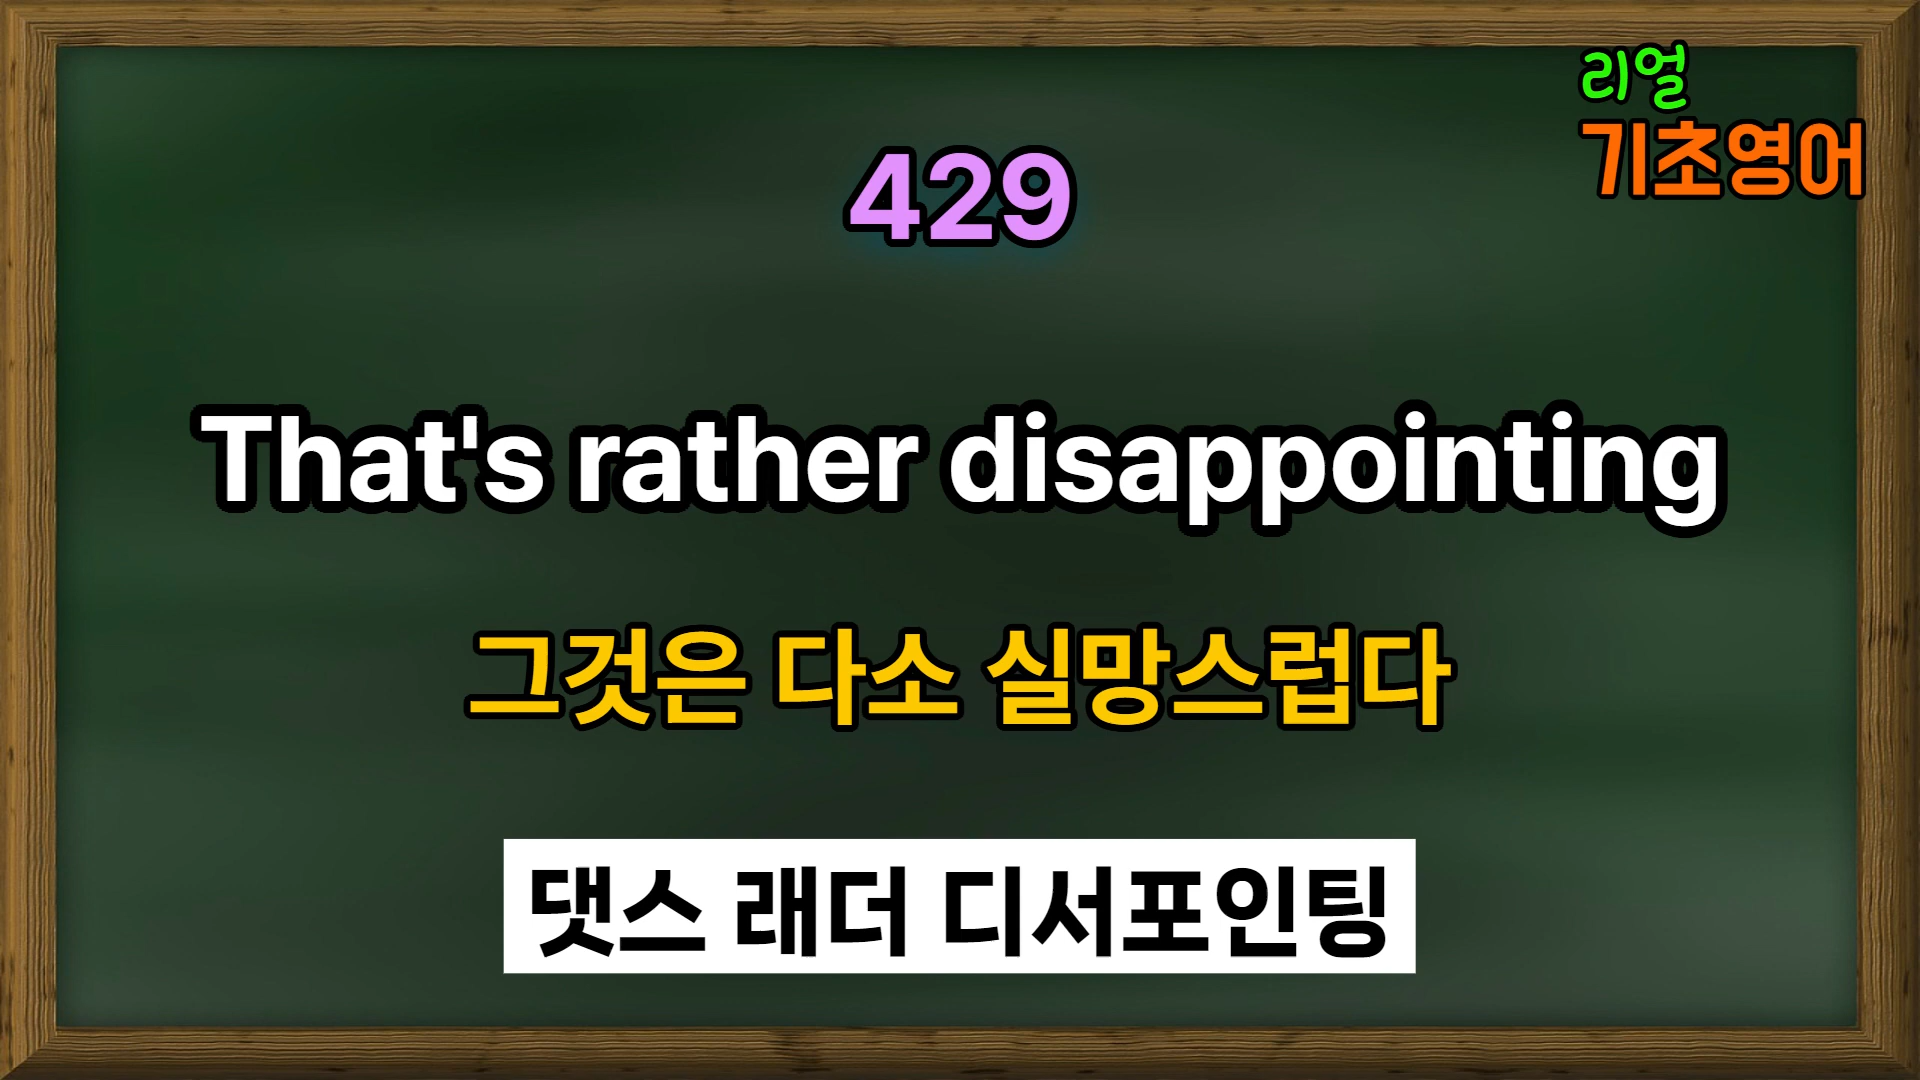 리얼
기초영어
429
That's rather disappointing
그것은 다소 실망스럽다
댓스 래더 디서포인팅